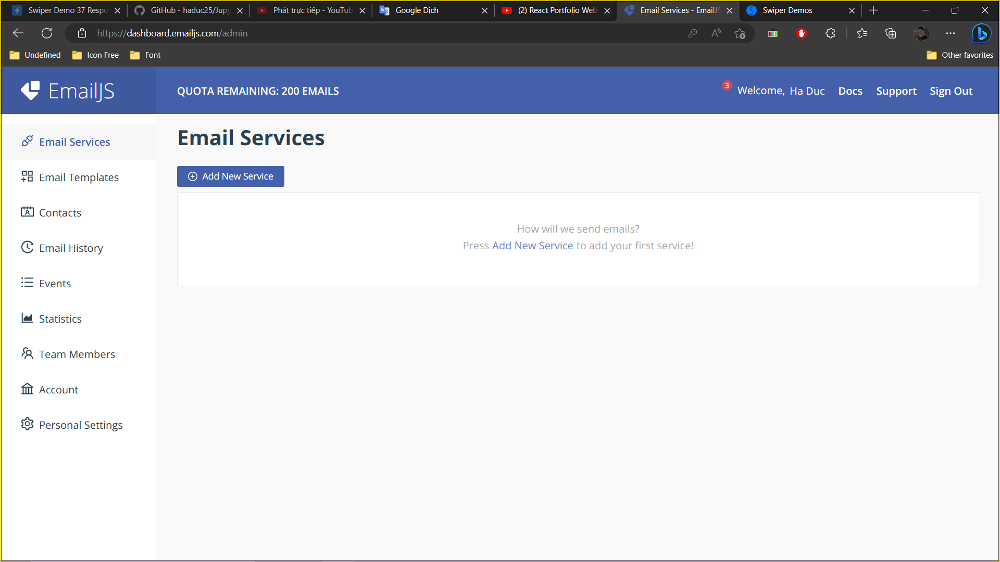 Swiper Demo 37 Respo
GitHub - haduc25/Jupy
Phát trực tiếp - YouTub
Google Dịch
(2) React Portfolio Web
Email Services - EmailJS
Swiper Demos
https://dashboard.emailjs.com/admin
Undefined
Icon Free
Font
Other favorites
EmailJS
QUOTA REMAINING: 200 EMAILS
3
Welcome, Ha Duc
Docs
Support
Sign Out
Email Services
Email Templates
Contacts
Email History
Events
Statistics
Team Members
Account
Personal Settings
Email Services
Add New Service
How will we send emails?
Press Add New Service to add your first service!